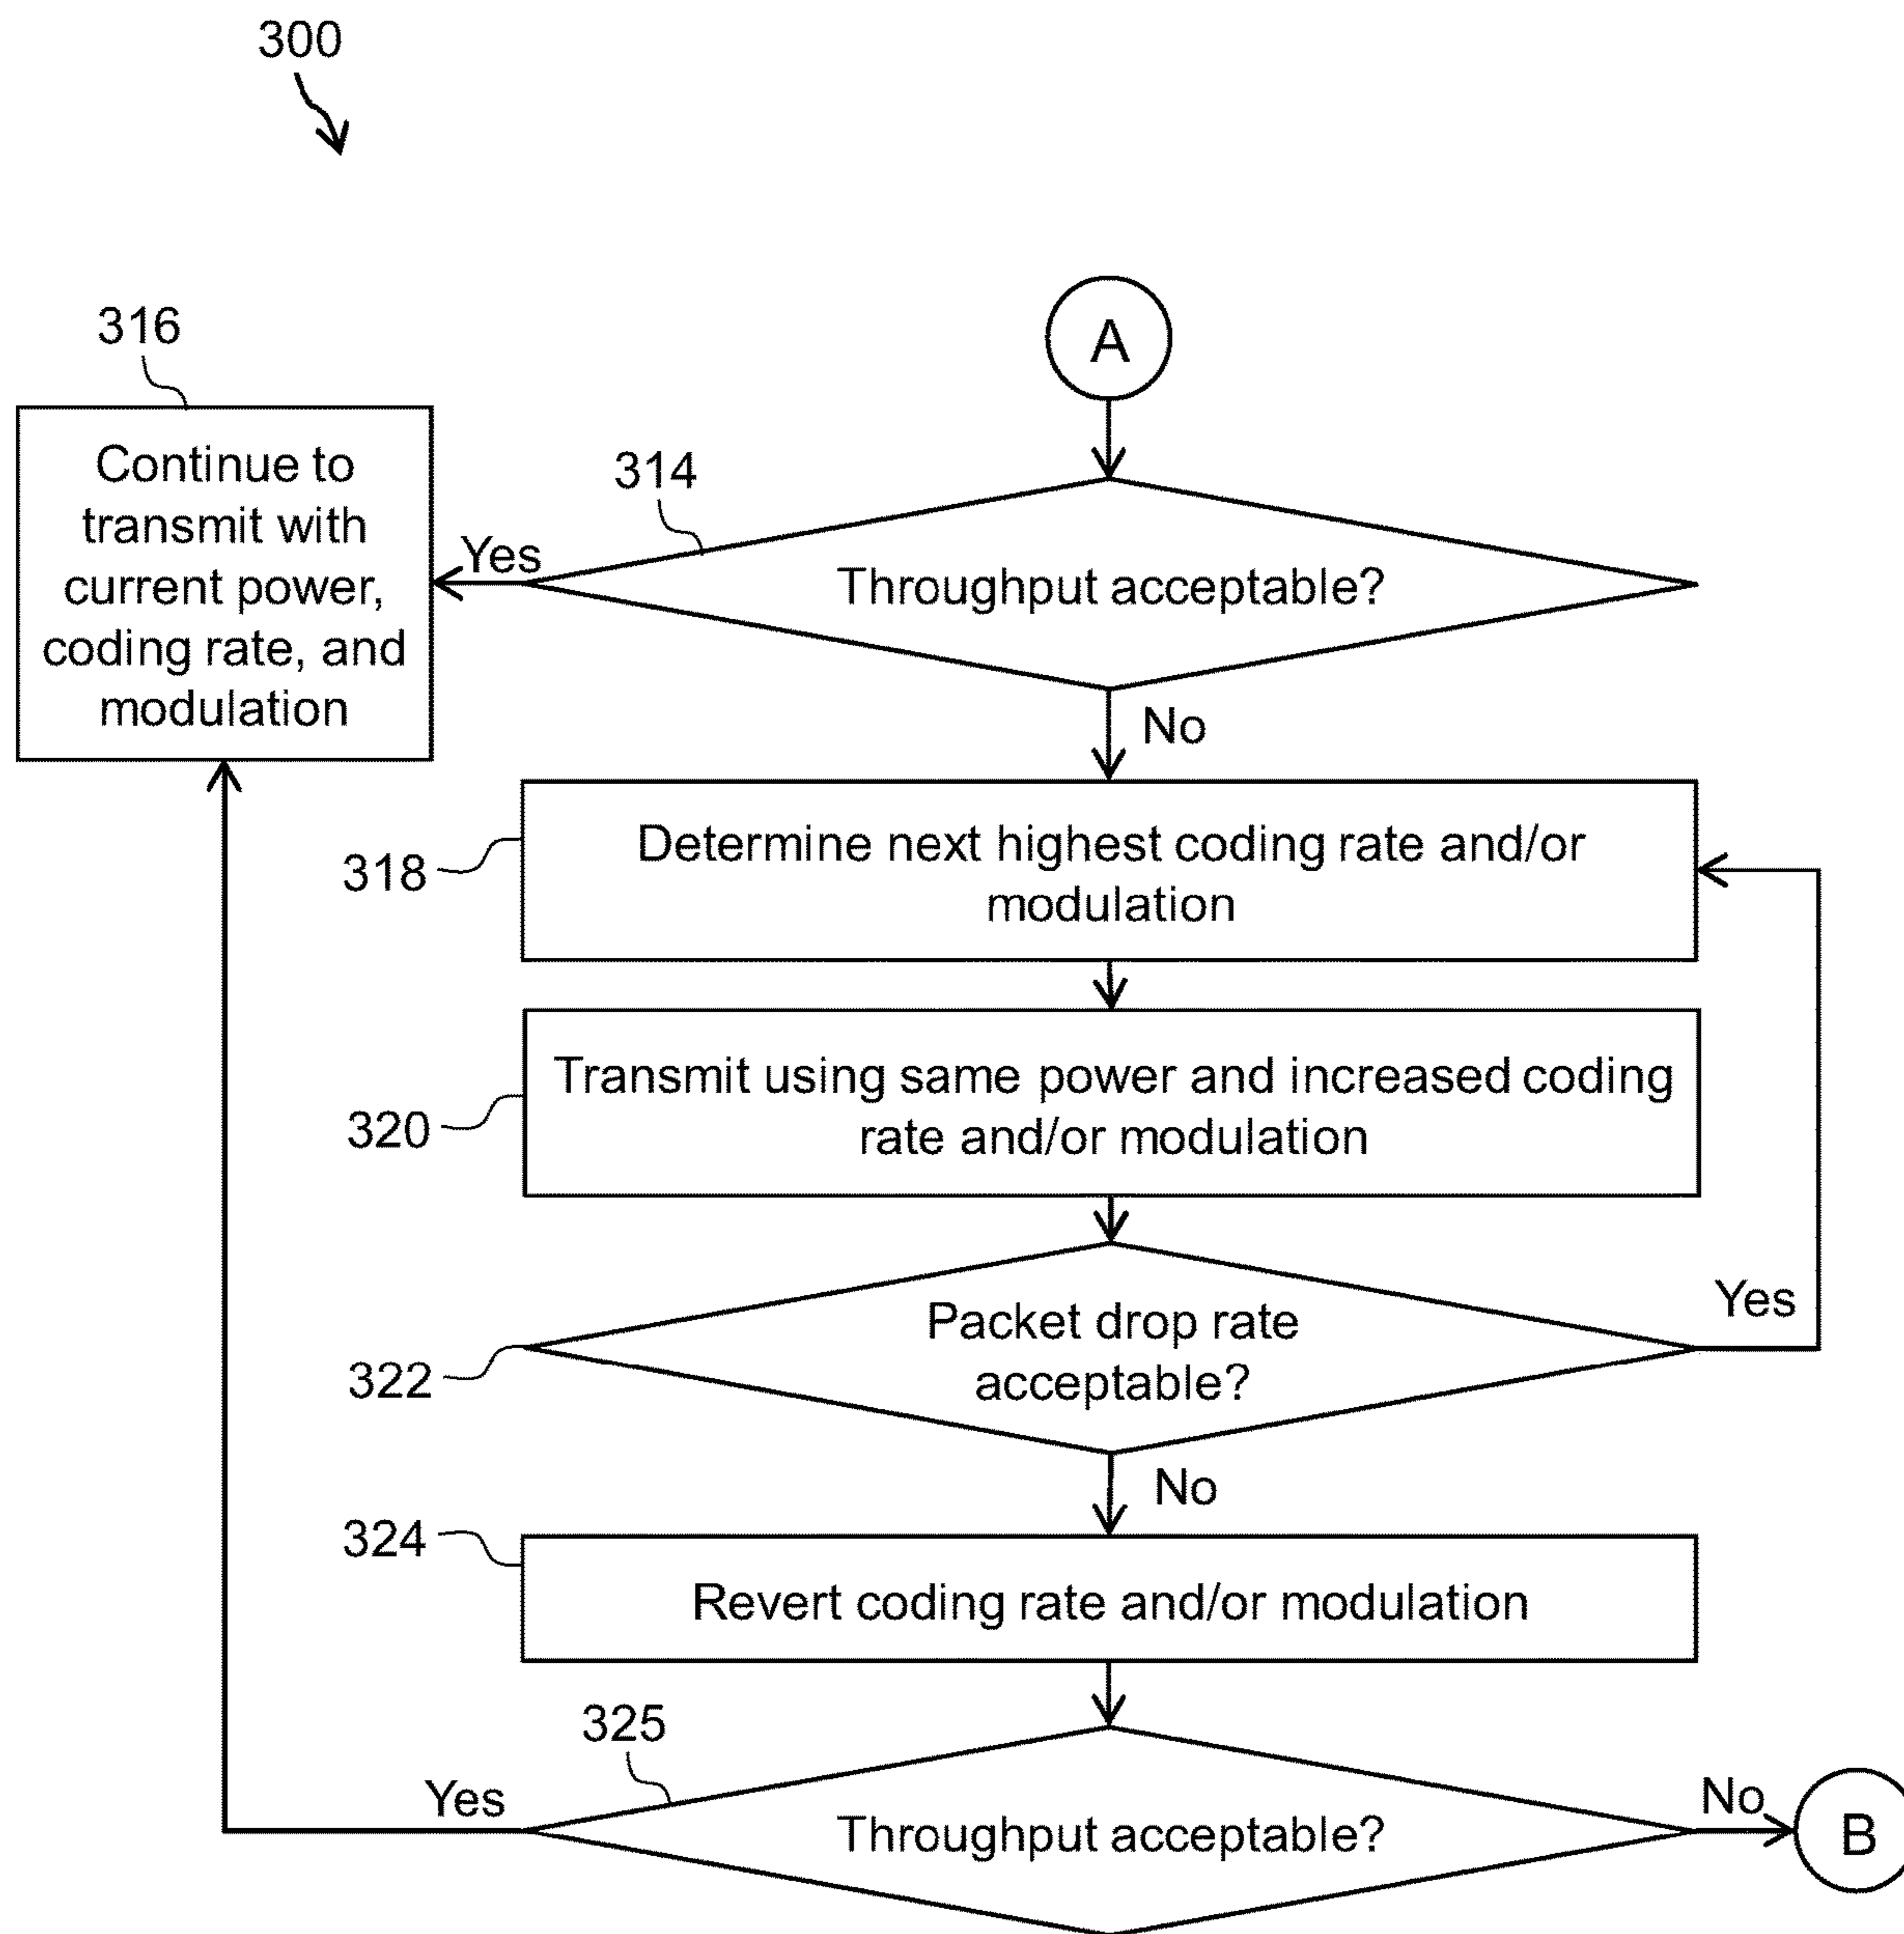 300
A
316
Continue to
transmit with
current power,
coding rate, and
modulation
314
Yes
Throughput acceptable?
No
318
Determine next highest coding rate and/or
modulation
320
Transmit using same power and increased coding
rate and/or modulation
322
Packet drop rate
acceptable?
Yes
No
324
Revert coding rate and/or modulation
325
Yes
Throughput acceptable?
No
B